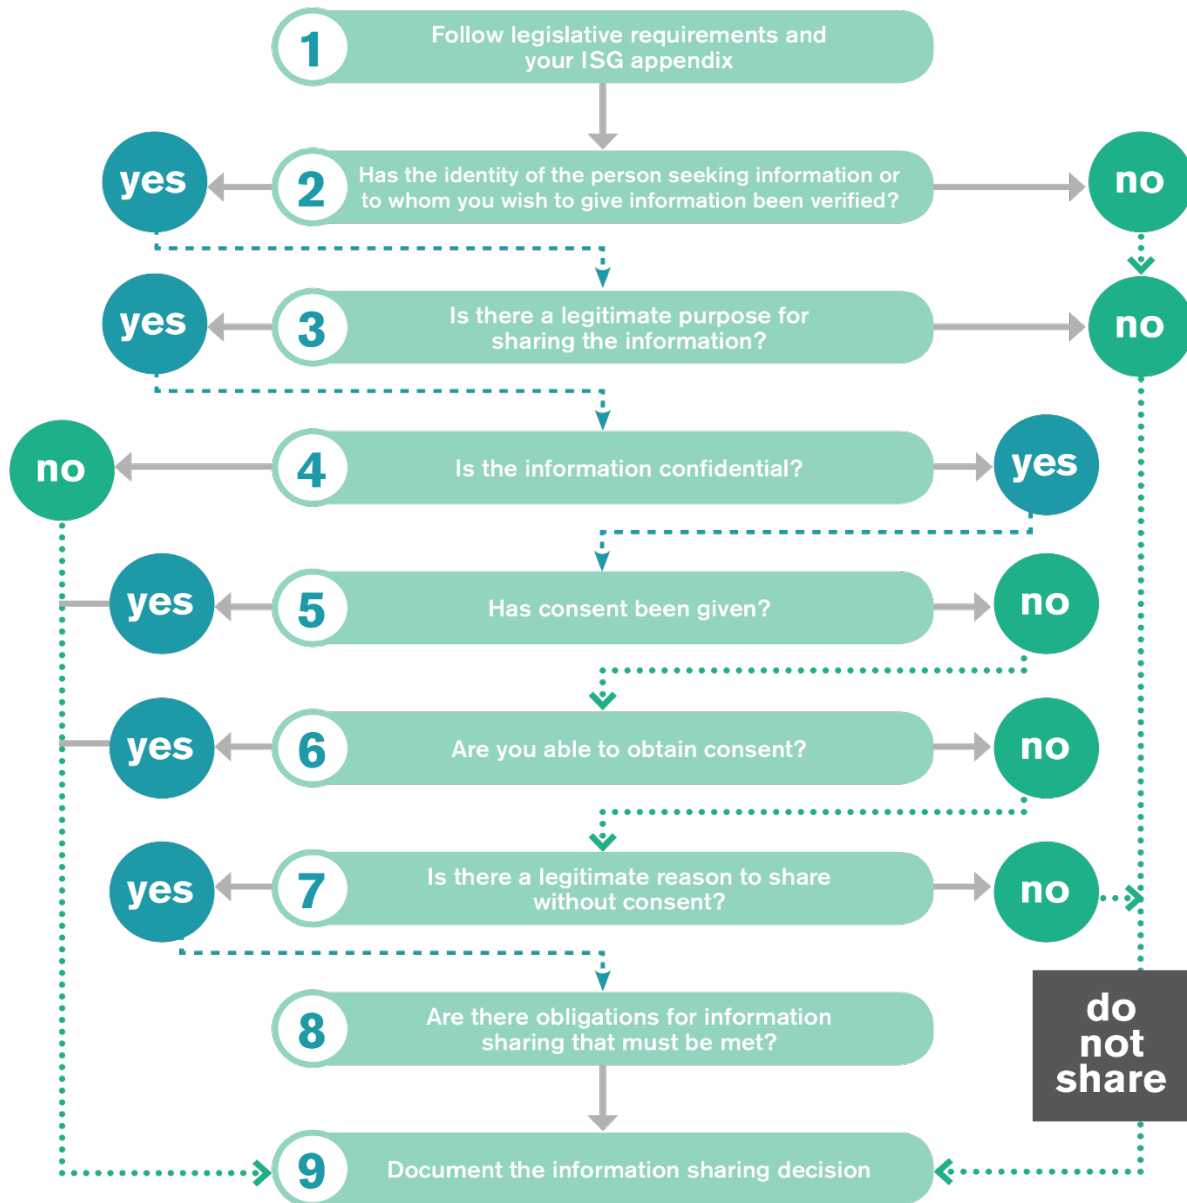 1
Follow legislative requirements and
your ISG appendix
yes
2
Has the identity of the person seeking information or
to whom you wish to give information been verified?
no
yes
3
Is there a legitimate purpose for
sharing the information?
no
no
4
Is the information confidential?
yes
yes
5
Has consent been given?
no
yes
6
Are you able to obtain consent?
no
yes
7
Is there a legitimate reason to share
without consent?
no
8
Are there obligations for information
sharing that must be met?
do
not
share
9
Document the information sharing decision